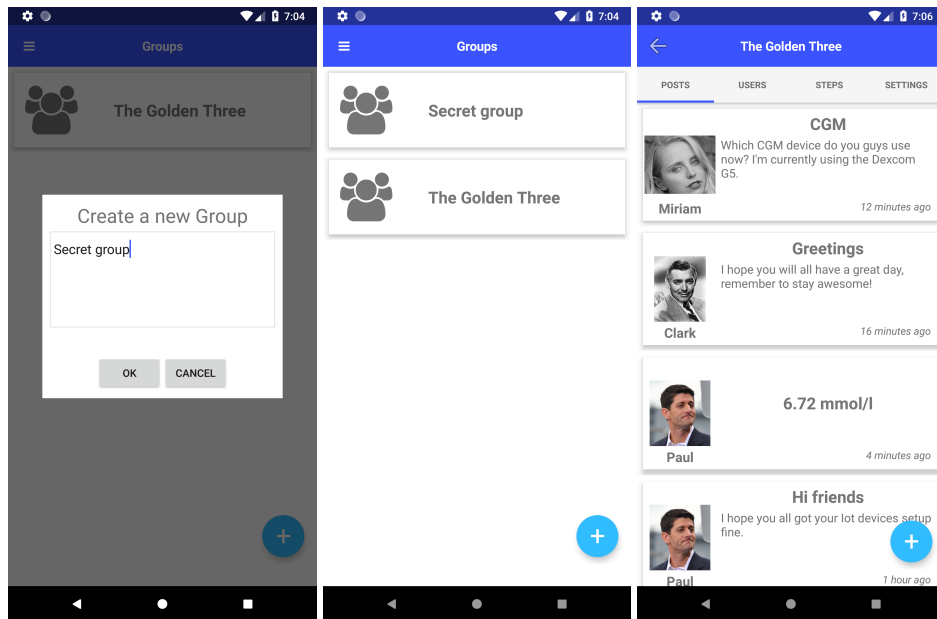 7:04
Groups
The Golden Three
Create a new Group
Secret group
OK
CANCEL
7:04
Groups
Secret group
The Golden Three
7:06
The Golden Three
POSTS
USERS
STEPS
SETTINGS
CGM
Which CGM device do you guys use
now? I'm currently using the Dexcom
G5.
Miriam
12 minutes ago
Greetings
I hope you will all have a great day,
remember to stay awesome!
Clark
16 minutes ago
6.72 mmol/l
Paul
4 minutes ago
Hi friends
I hope you all got your Iot devices setup
fine.
Paul
1 hour ago